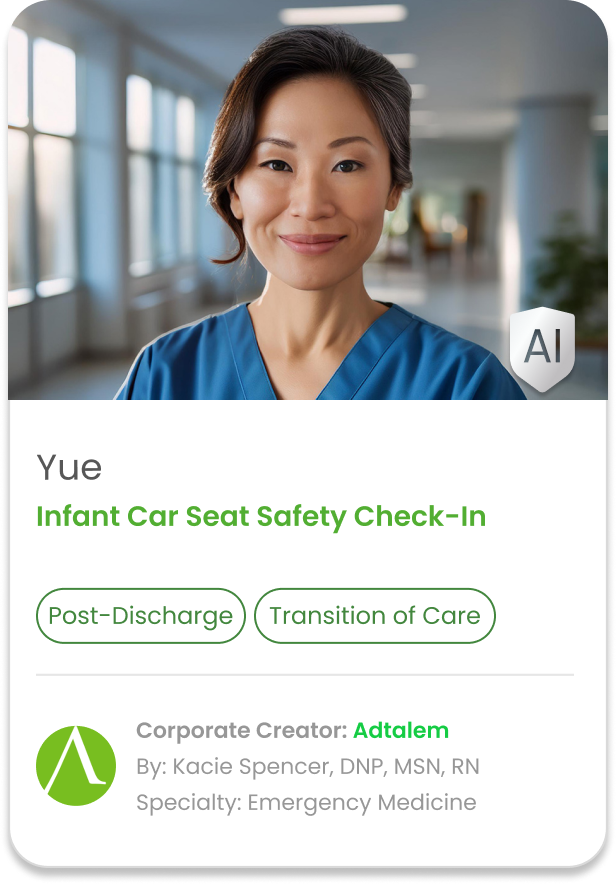 AI
Yue
Infant Car Seat Safety Check-In
Post-Discharge Transition of Care
Corporate Creator: Adtalem
By: Kacie Spencer, DNP, MSN, RN
Specialty: Emergency Medicine